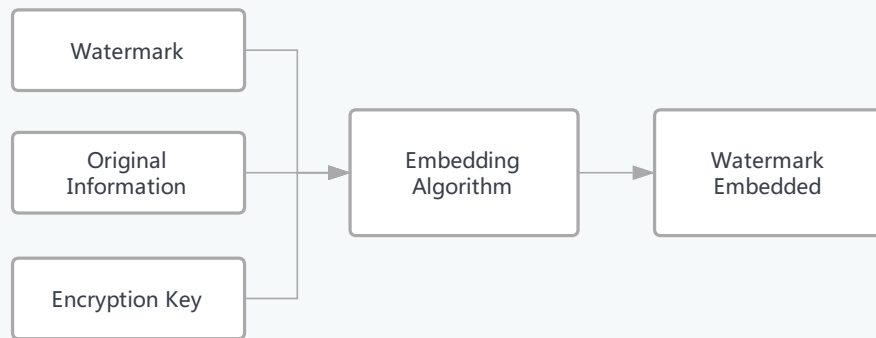 Watermark
Original
Information
Encryption Key
Embedding
Algorithm
Watermark
Embedded